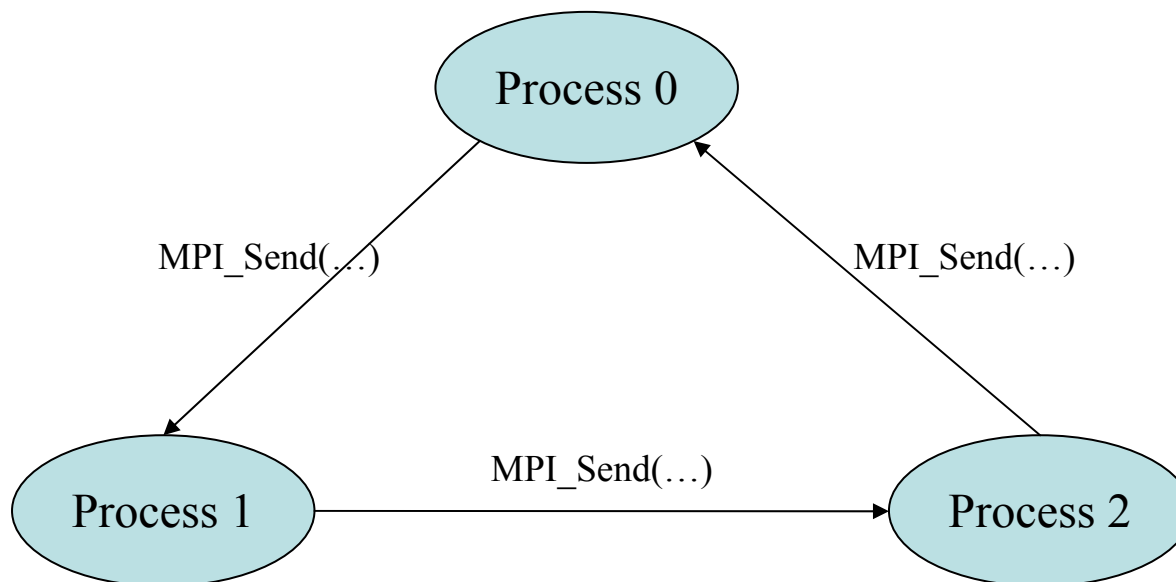 Process 0
MPI_Send(…)
MPI_Send(…)
MPI_Send(…)
Process 1
Process 2